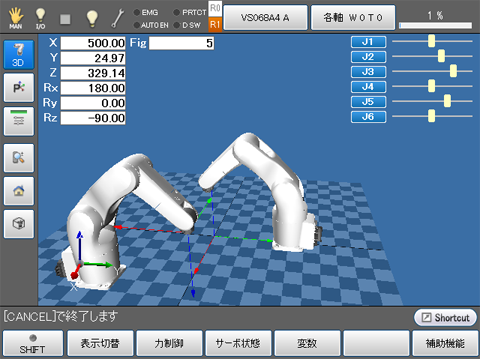 MAN
I/O
EMG
PRTCT
AUTO EN
D SW
R0
R1
VS068A4 A
各軸 W0T0
1 %
3D
P
X 500.00 Fig 5
Y 24.97
Z 329.14
Rx 180.00
Ry 0.00
Rz -90.00
J1
J2
J3
J4
J5
J6
[CANCEL]で終了します
Shortcut
SHIFT
表示切替
力制御
サーボ状態
変数
補助機能